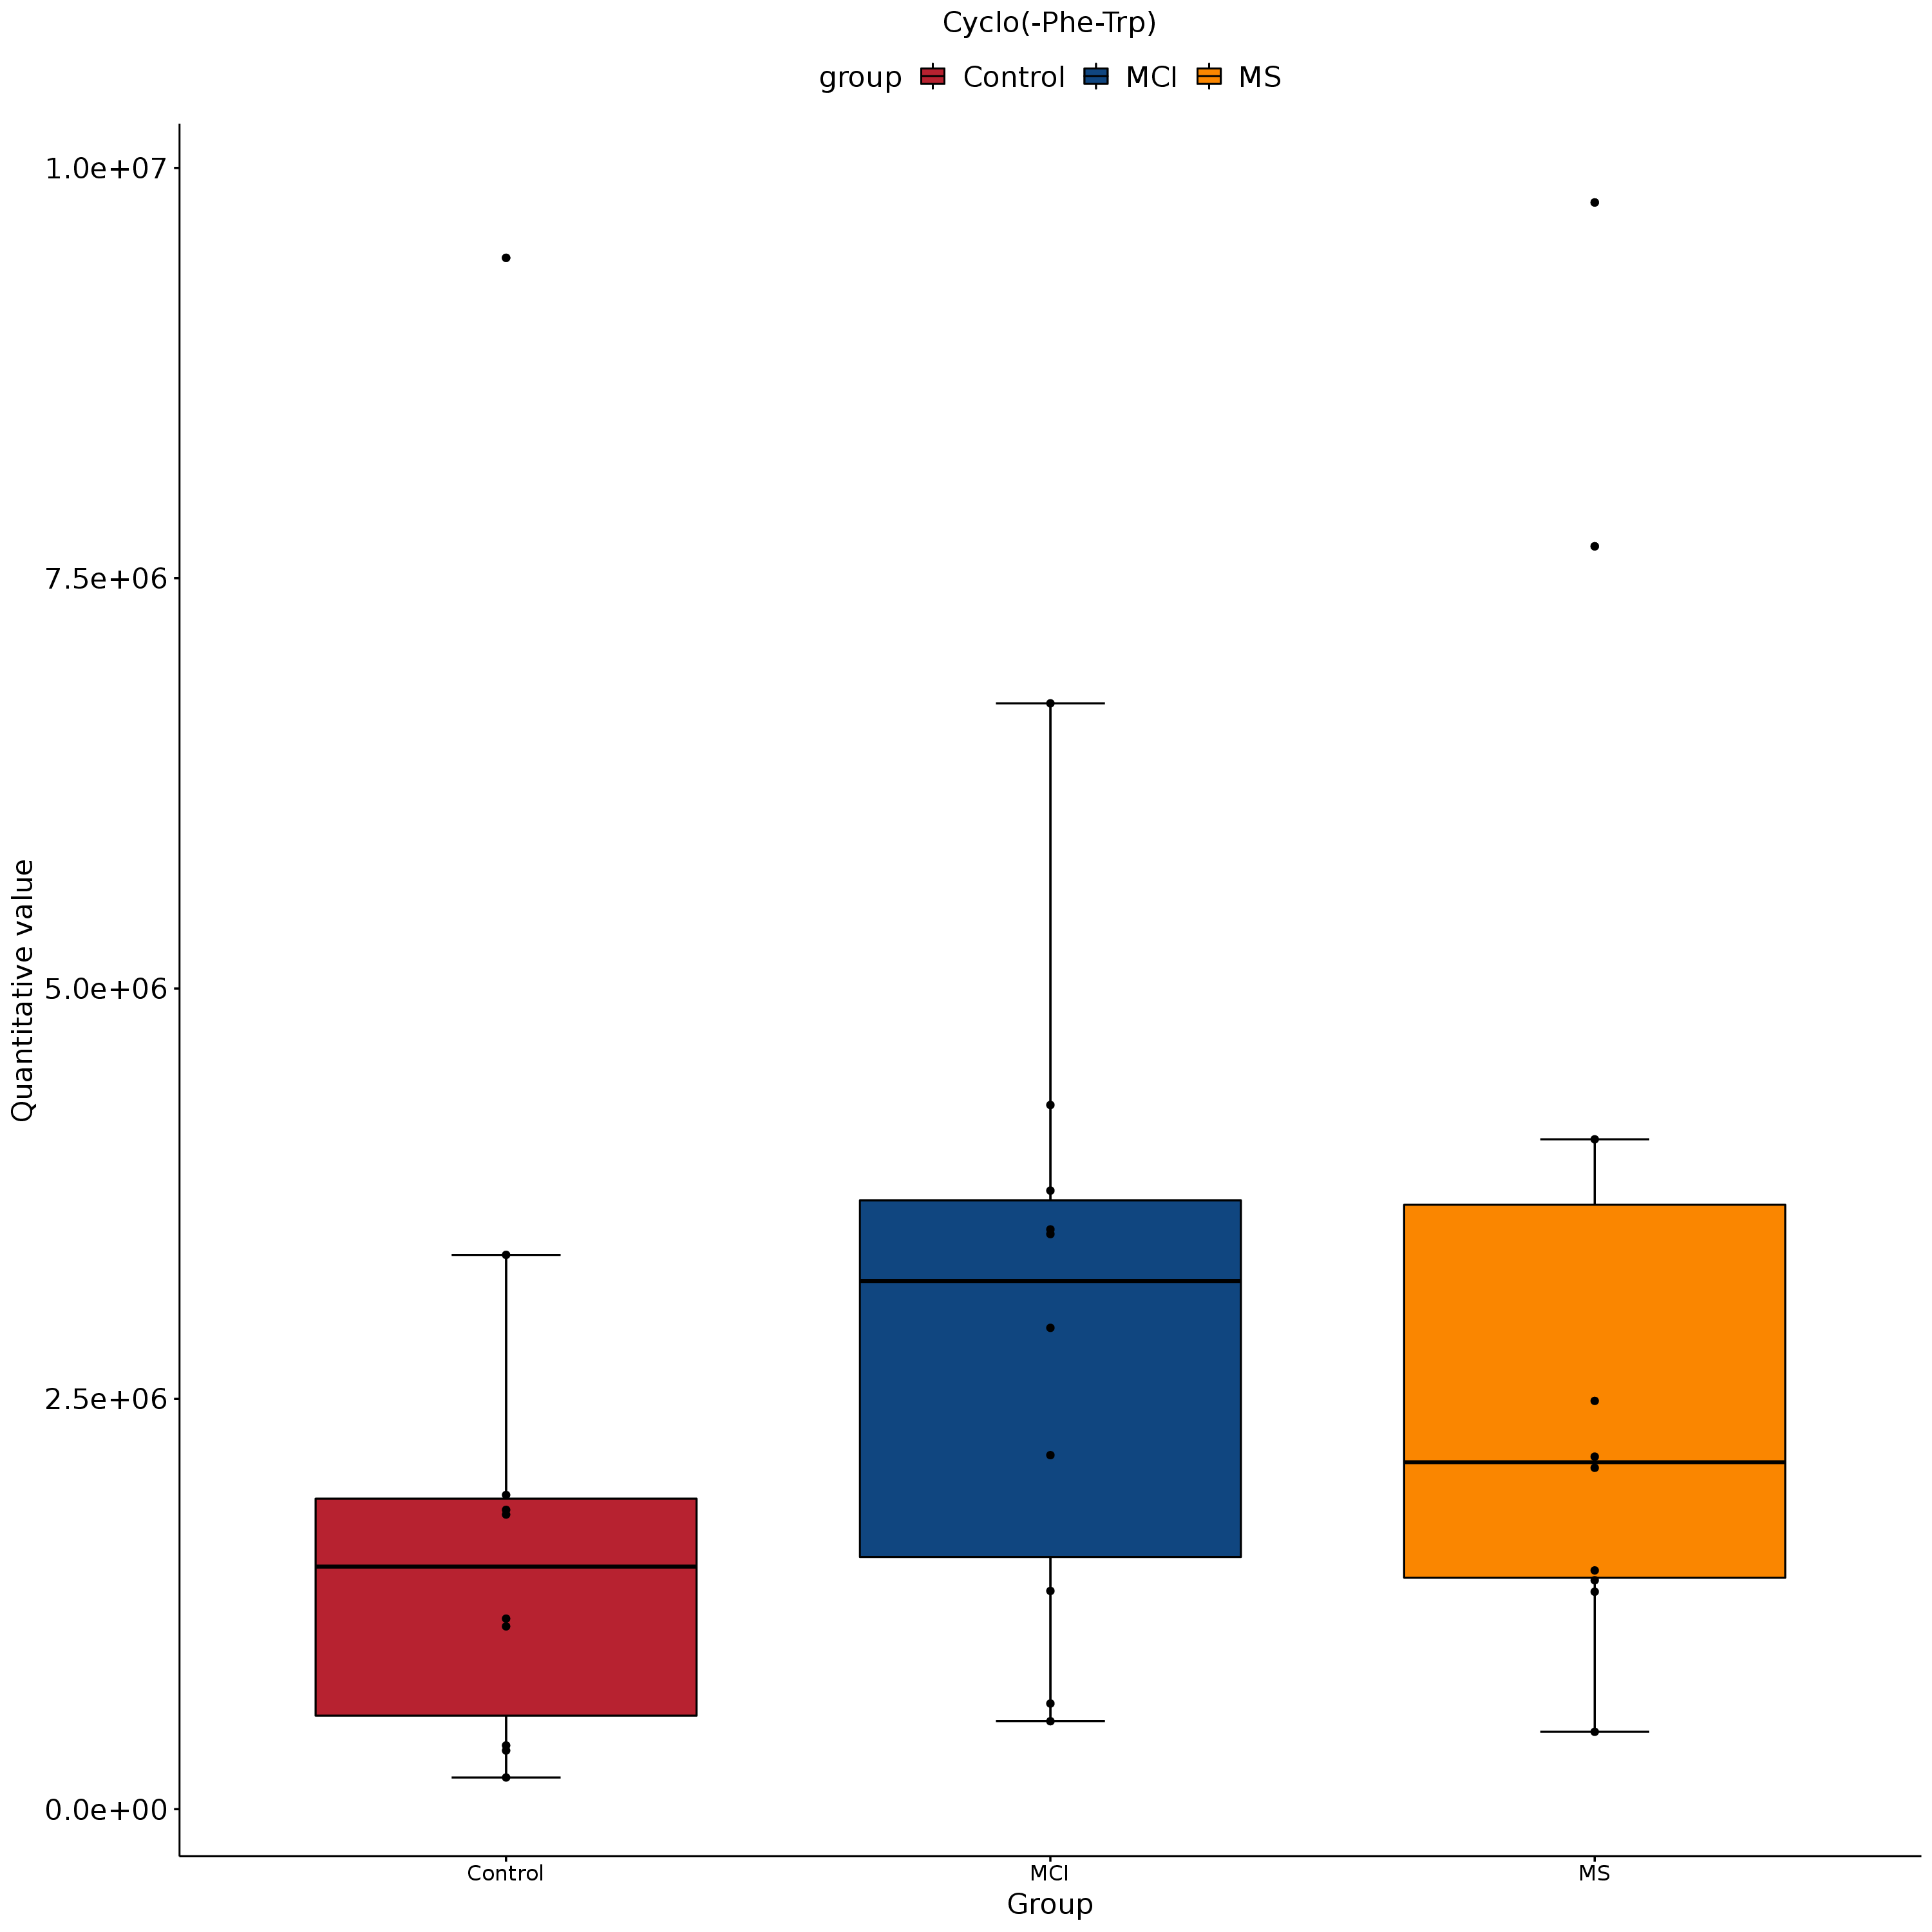 Cyclo(-Phe-Trp)
group Control MCI MS
1.0e+07
7.5e+06
5.0e+06
2.5e+06
0.0e+00
Quantitative value
Control MCI MS
Group